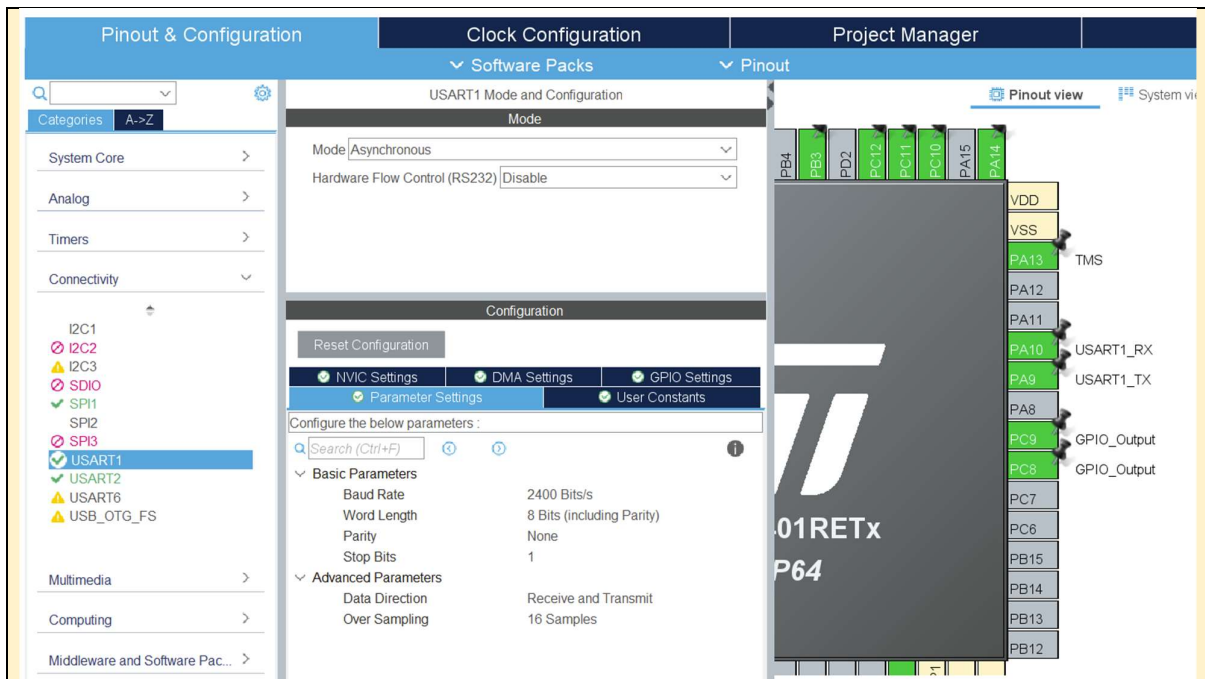 Pinout & Configuration
Clock Configuration
Project Manager
Software Packs
Pinout
Categories
A->Z
System Core
Analog
Timers
Connectivity
I2C1
I2C2
I2C3
SDIO
SPI1
SPI2
SPI3
USART1
USART2
USART6
USB_OTG_FS
Multimedia
Computing
Middleware and Software Pac...
USART1 Mode and Configuration
Mode
Mode Asynchronous
Hardware Flow Control (RS232) Disable
Configuration
Reset Configuration
NVIC Settings
DMA Settings
GPIO Settings
Parameter Settings
User Constants
Configure the below parameters :
Search (Ctrl+F)
Basic Parameters
Baud Rate 2400 Bits/s
Word Length 8 Bits (including Parity)
Parity None
Stop Bits 1
Advanced Parameters
Data Direction Receive and Transmit
Over Sampling 16 Samples
Pinout view
System vi
PB4
PB3
PD2
PC12
PC11
PC10
PA15
PA14
VDD
VSS
PA13 TMS
PA12
PA11
PA10 USART1_RX
PA9 USART1_TX
PA8
PC9 GPIO_Output
PC8 GPIO_Output
PC7
PC6
PB15
PB14
PB13
PB12
01RETx
P64